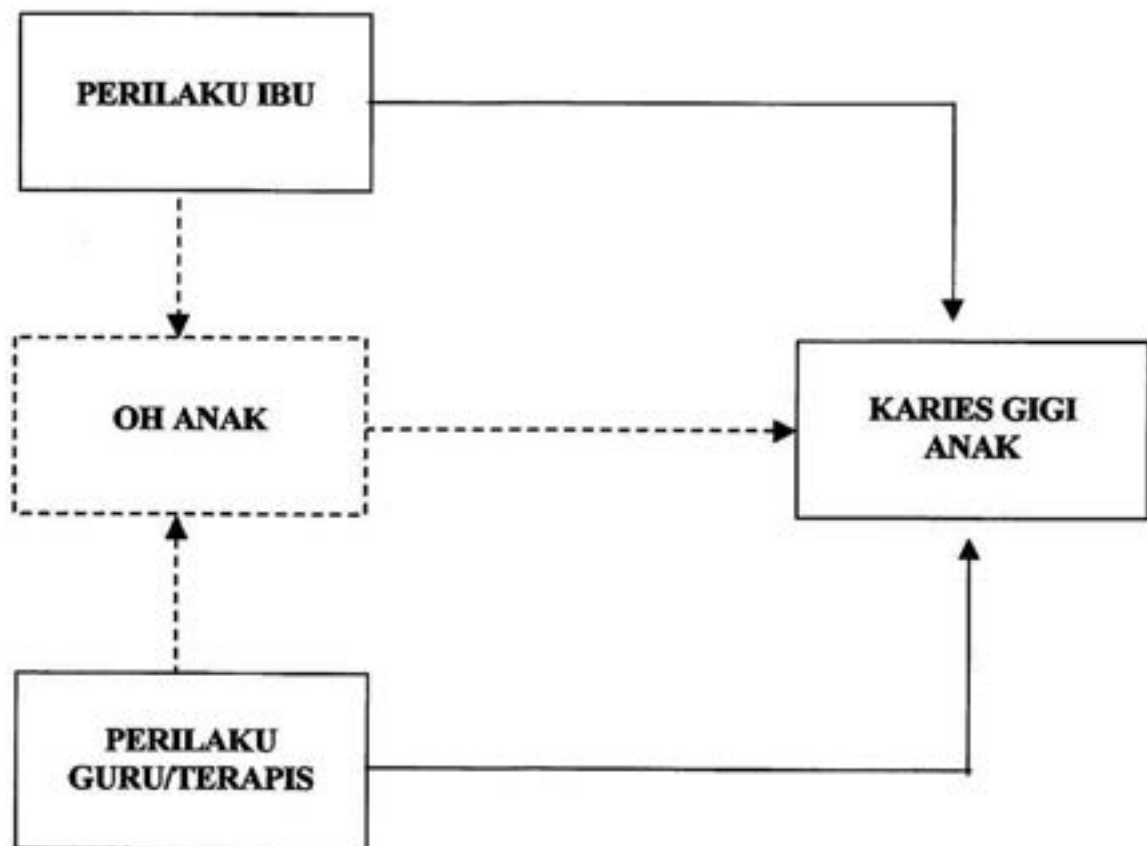 PERILAKU IBU
OH ANAK
KARIES GIGI
ANAK
PERILAKU
GURU/TERAPIS